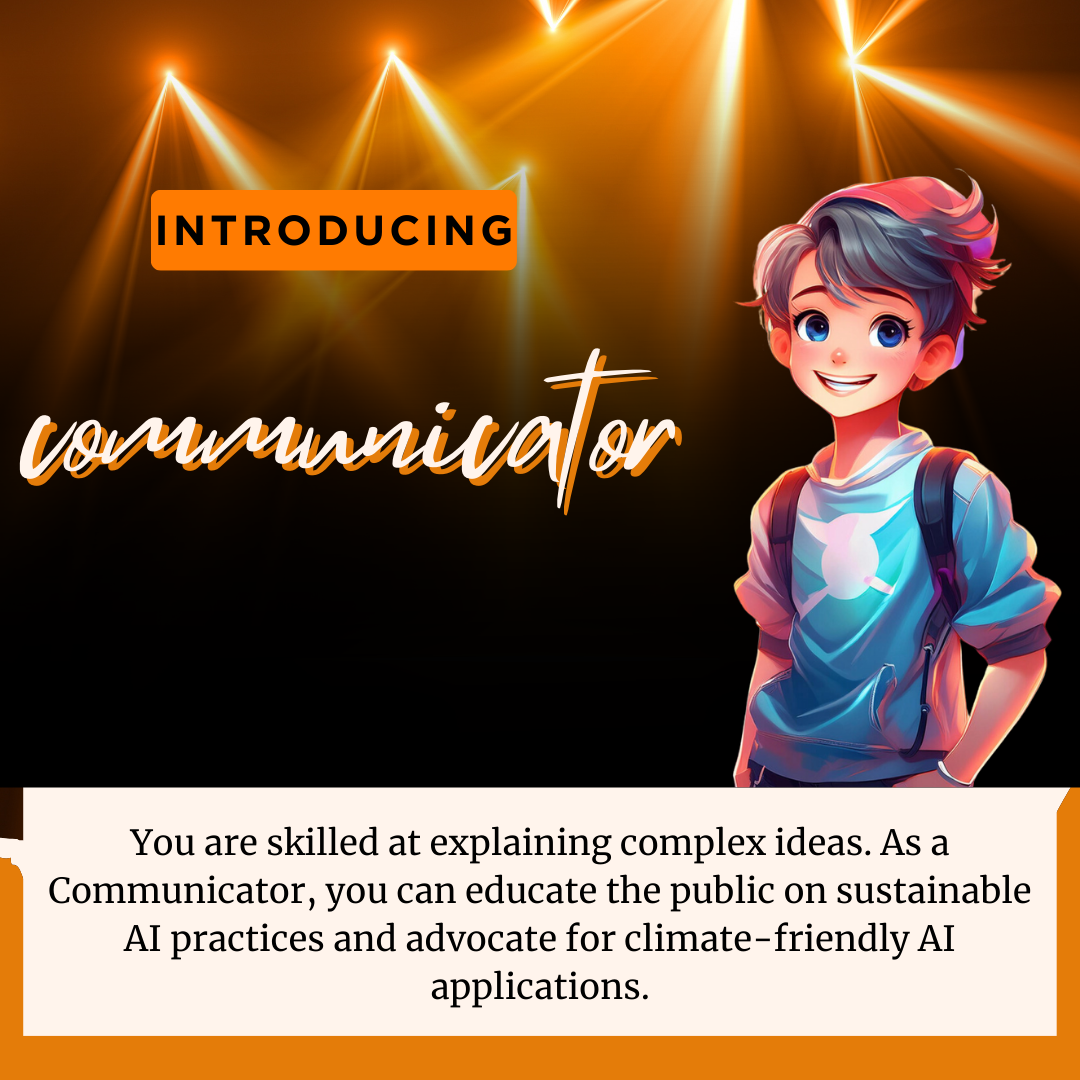 INTRODUCING
communicator
You are skilled at explaining complex ideas. As a
Communicator, you can educate the public on sustainable
AI practices and advocate for climate-friendly AI
applications.